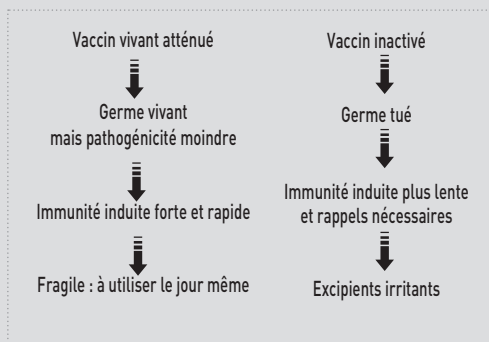 Vaccin vivant atténué
Germe vivant
mais pathogénicité moindre
Immunité induite forte et rapide
Fragile : à utiliser le jour même
Vaccin inactivé
Germe tué
Immunité induite plus lente
et rappels nécessaires
Excipients irritants